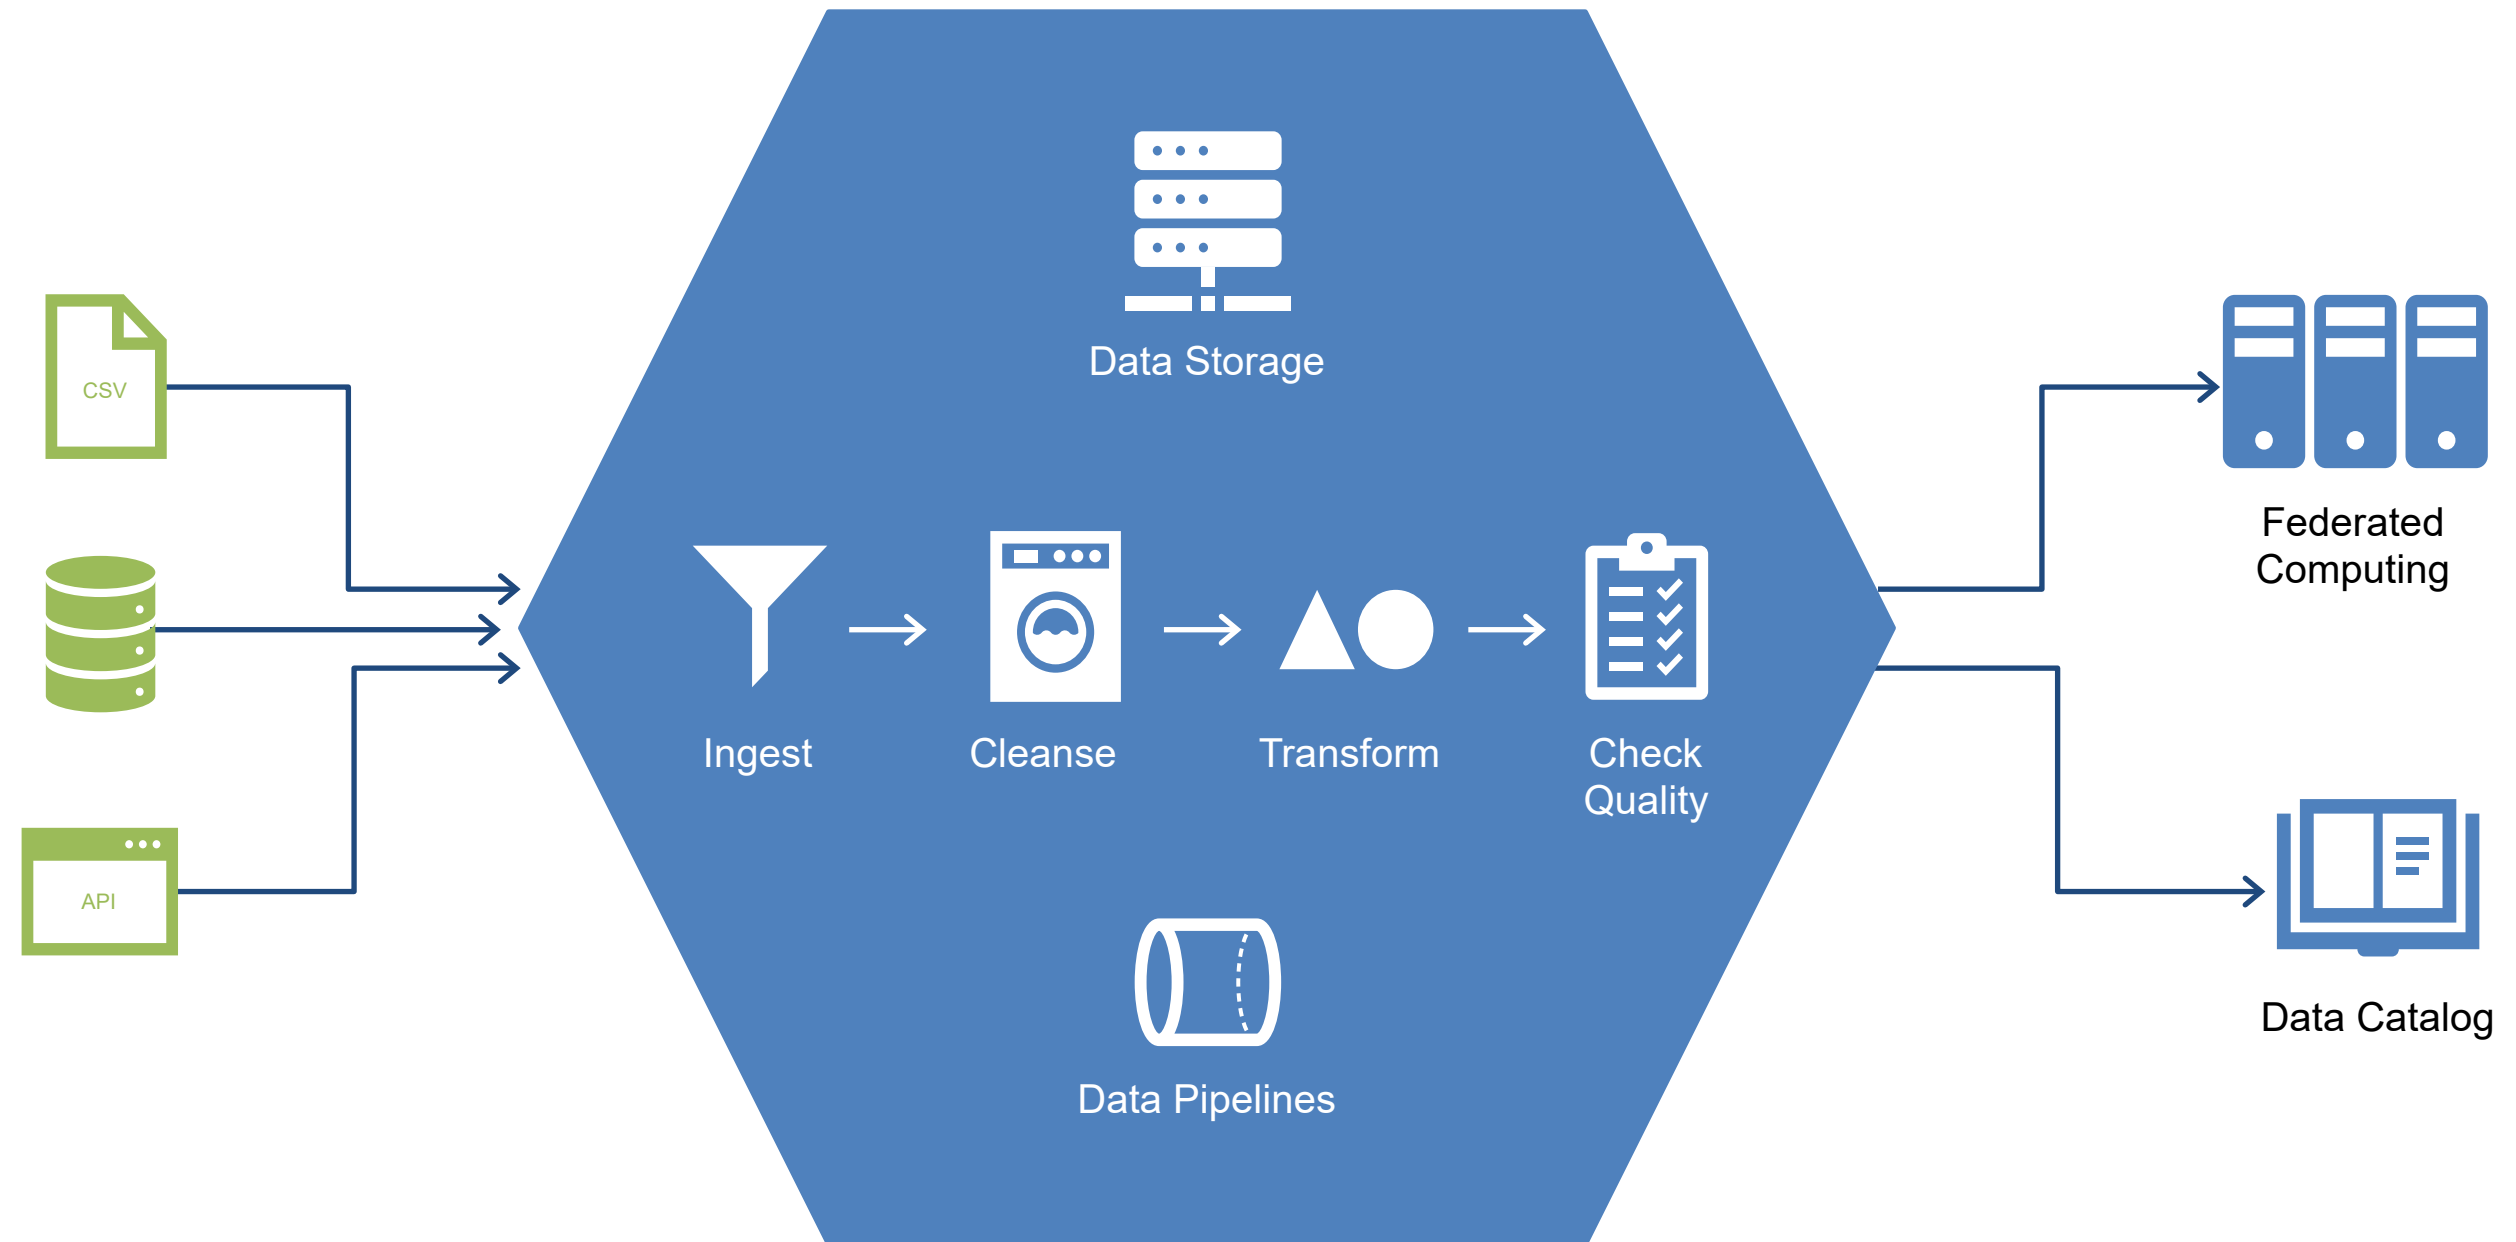 CSV
API
Data Storage
Ingest
Cleanse
Transform
Check
Quality
Data Pipelines
Federated
Computing
Data Catalog